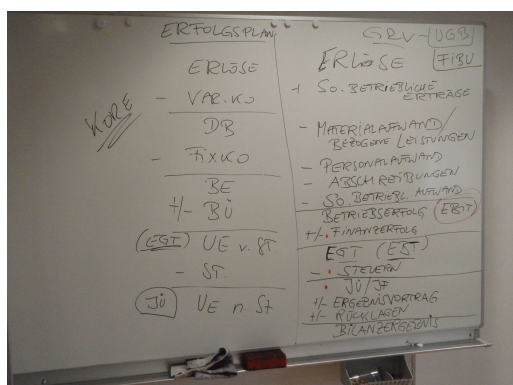 ERFOLGSPLAN
KORE
ERLÖSE
- VAR.KO
DB
- FIXKO
BE
+/- BÜ
(EGT) UE v. ST.
- ST.
JÜ UE n. St
GRV - UGB
ERLÖSE FIBU
+ SO. BETRIEBLICHE
ERTRÄGE
- MATERIALAUFWAND/
BEZOGENE LEISTUNGEN
- PERSONALAUFWAND
- ABSCHREIBUNGEN
- SO. BETRIEBL. AUFWAND
BETRIEBSERFOLG (EBIT)
+/- FINANZERFOLG
EGT (EBT)
- STEUERN
JÜ/JF
+/- ERGEBNISVORTRAG
+/- RÜCKLAGEN
BILANZERGEBNIS